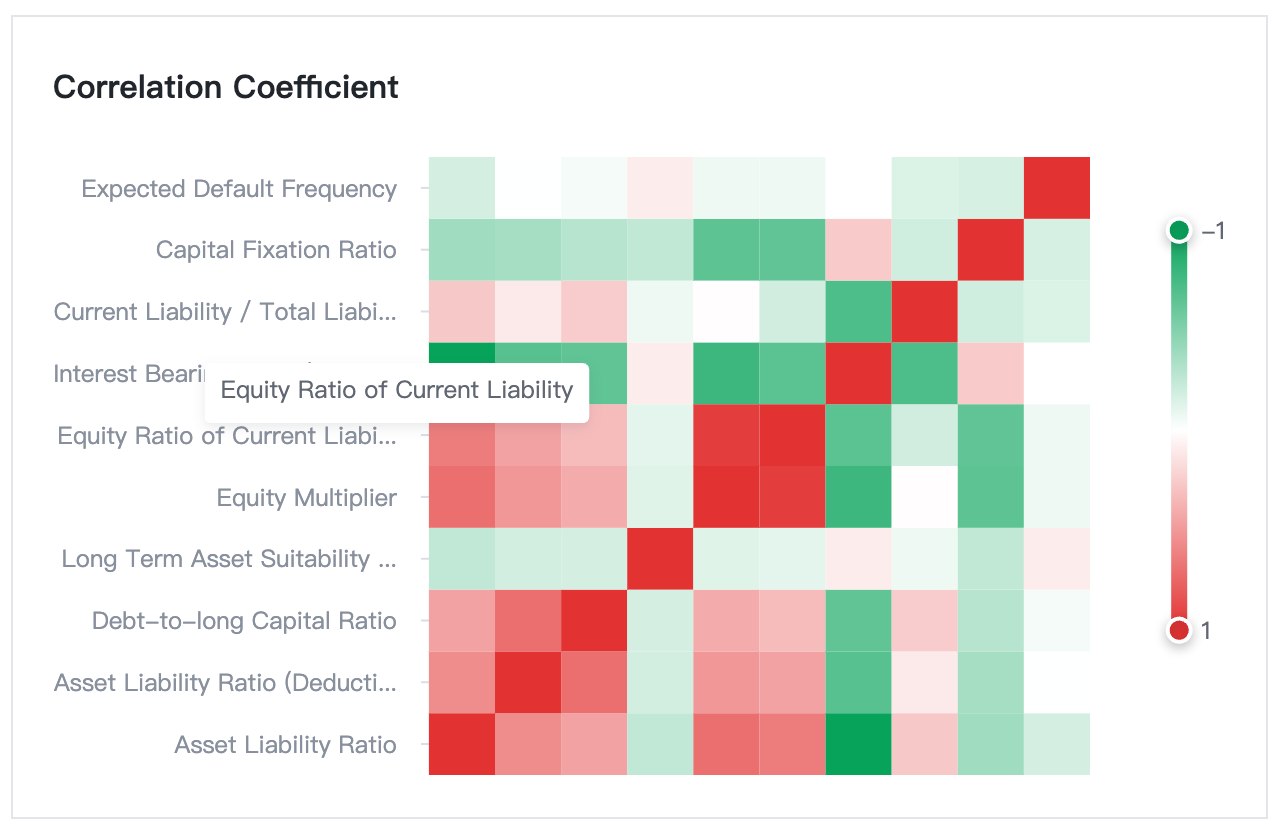 Correlation Coefficient
Expected Default Frequency
Capital Fixation Ratio
–1
Current Liability / Total Liabi...
Interest
Equity Ratio of Current Liability
Equity Ratio of Current Liabi...
Equity Multiplier
Long Term Asset Suitability ...
Debt–to–long Capital Ratio
1
Asset Liability Ratio (Deducti...
Asset Liability Ratio